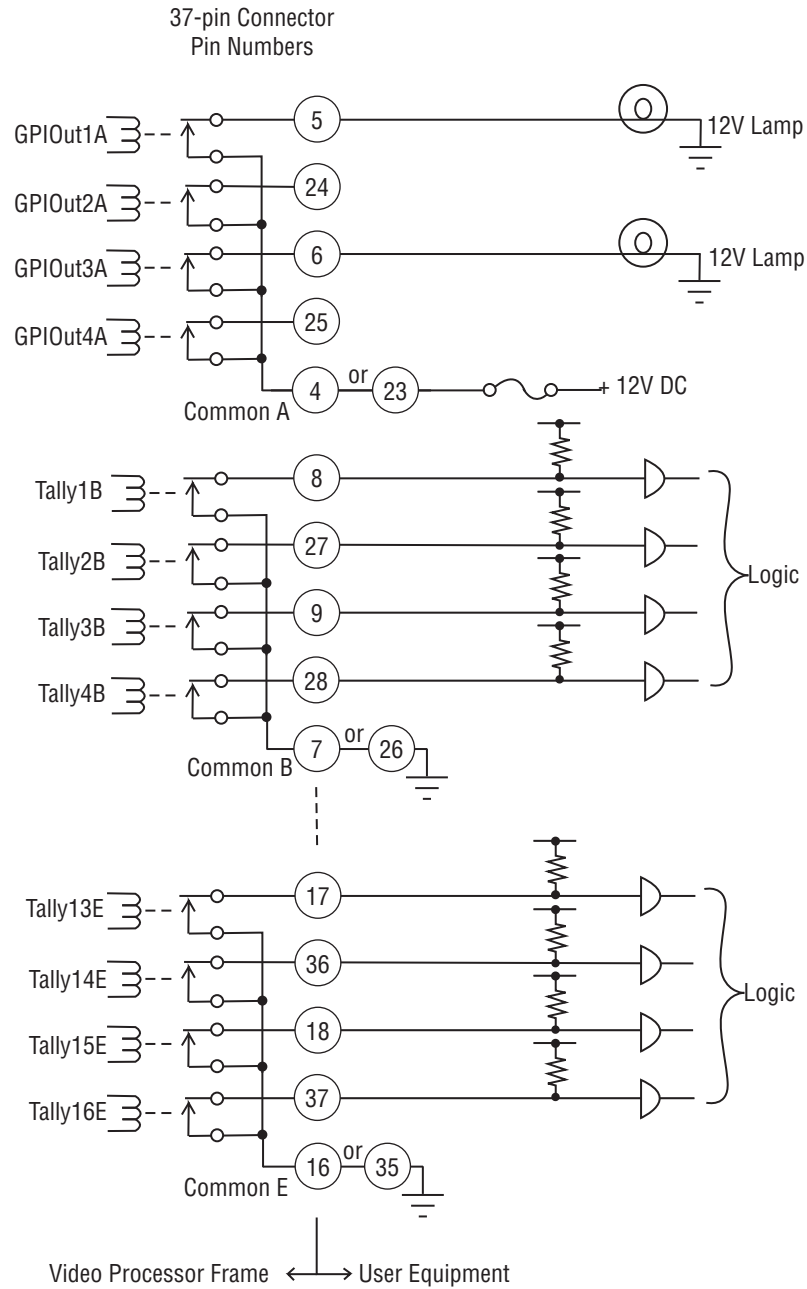 37-pin Connector
Pin Numbers
GPIOut1A
5
12V Lamp
GPIOut2A
24
GPIOut3A
6
12V Lamp
GPIOut4A
25
Common A
4
or
23
+ 12V DC
Tally1B
8
Tally2B
27
Logic
Tally3B
9
Tally4B
28
Common B
7
or
26
Tally13E
17
Tally14E
36
Logic
Tally15E
18
Tally16E
37
Common E
16
or
35
Video Processor Frame
User Equipment